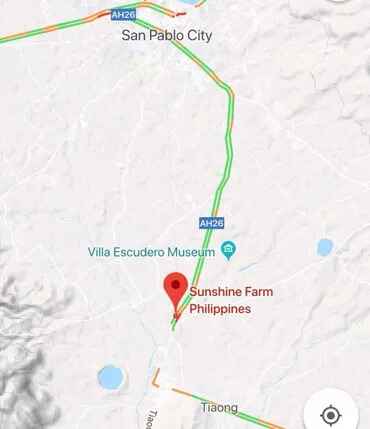 AH26
San Pablo City
AH26
Villa Escudero Museum
Sunshine Farm
Philippines
Tiaong